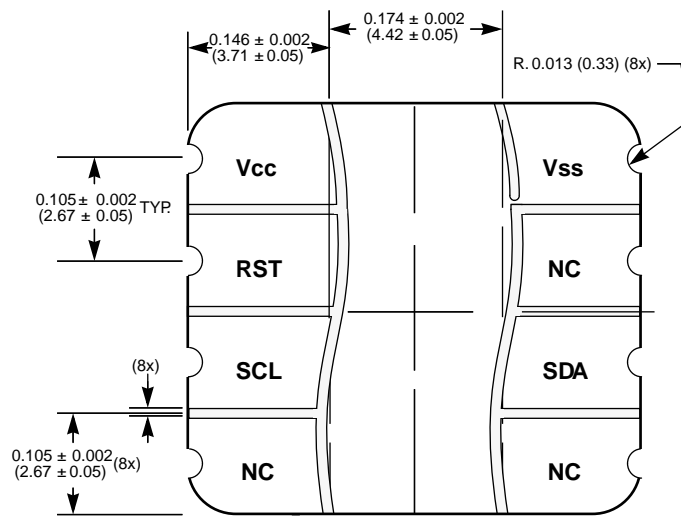 0.146 ± 0.002
(3.71 ± 0.05)
0.174 ± 0.002
(4.42 ± 0.05)
R. 0.013 (0.33) (8x)
Vcc
Vss
0.105 ± 0.002
(2.67 ± 0.05) TYP.
RST
NC
(8x)
SCL
SDA
0.105 ± 0.002
(2.67 ± 0.05) (8x)
NC
NC